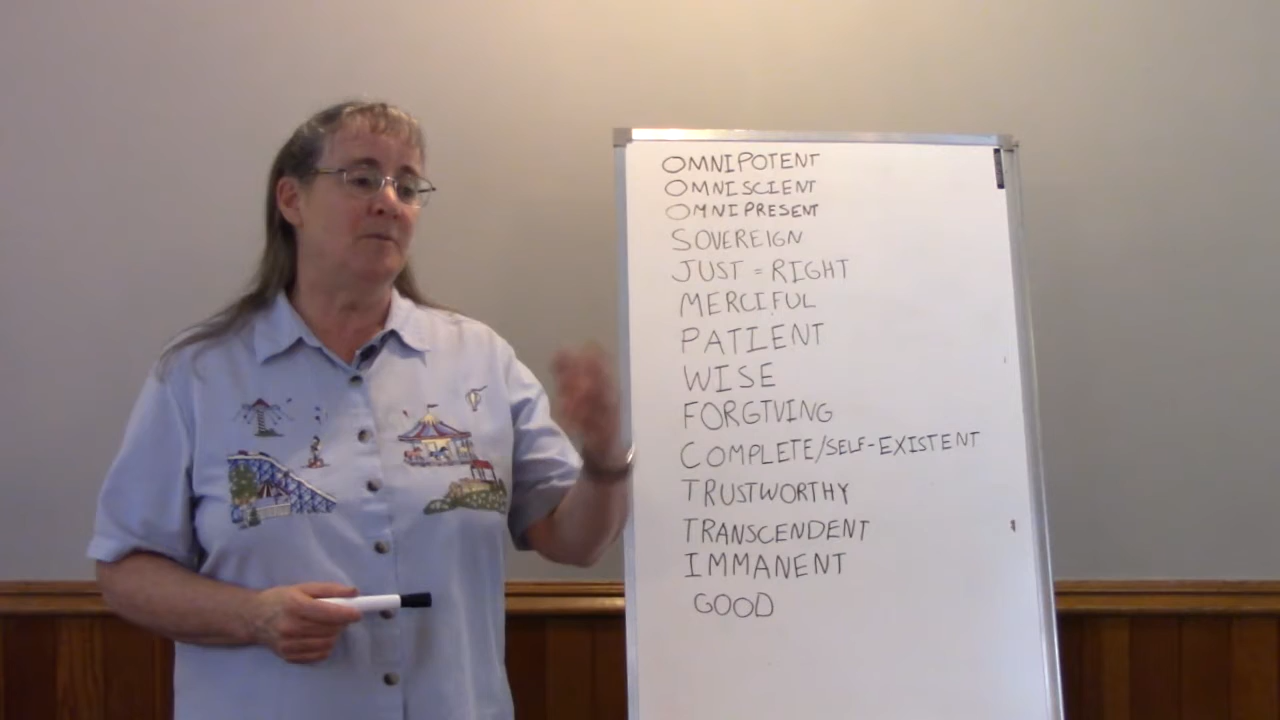 OMNIPOTENT
OMNISCIENT
OMNIPRESENT
SOVEREIGN
JUST = RIGHT
MERCIFUL
PATIENT
WISE
FORGIVING
COMPLETE/SELF-EXISTENT
TRUSTWORTHY
TRANSCENDENT
IMMANENT
GOOD